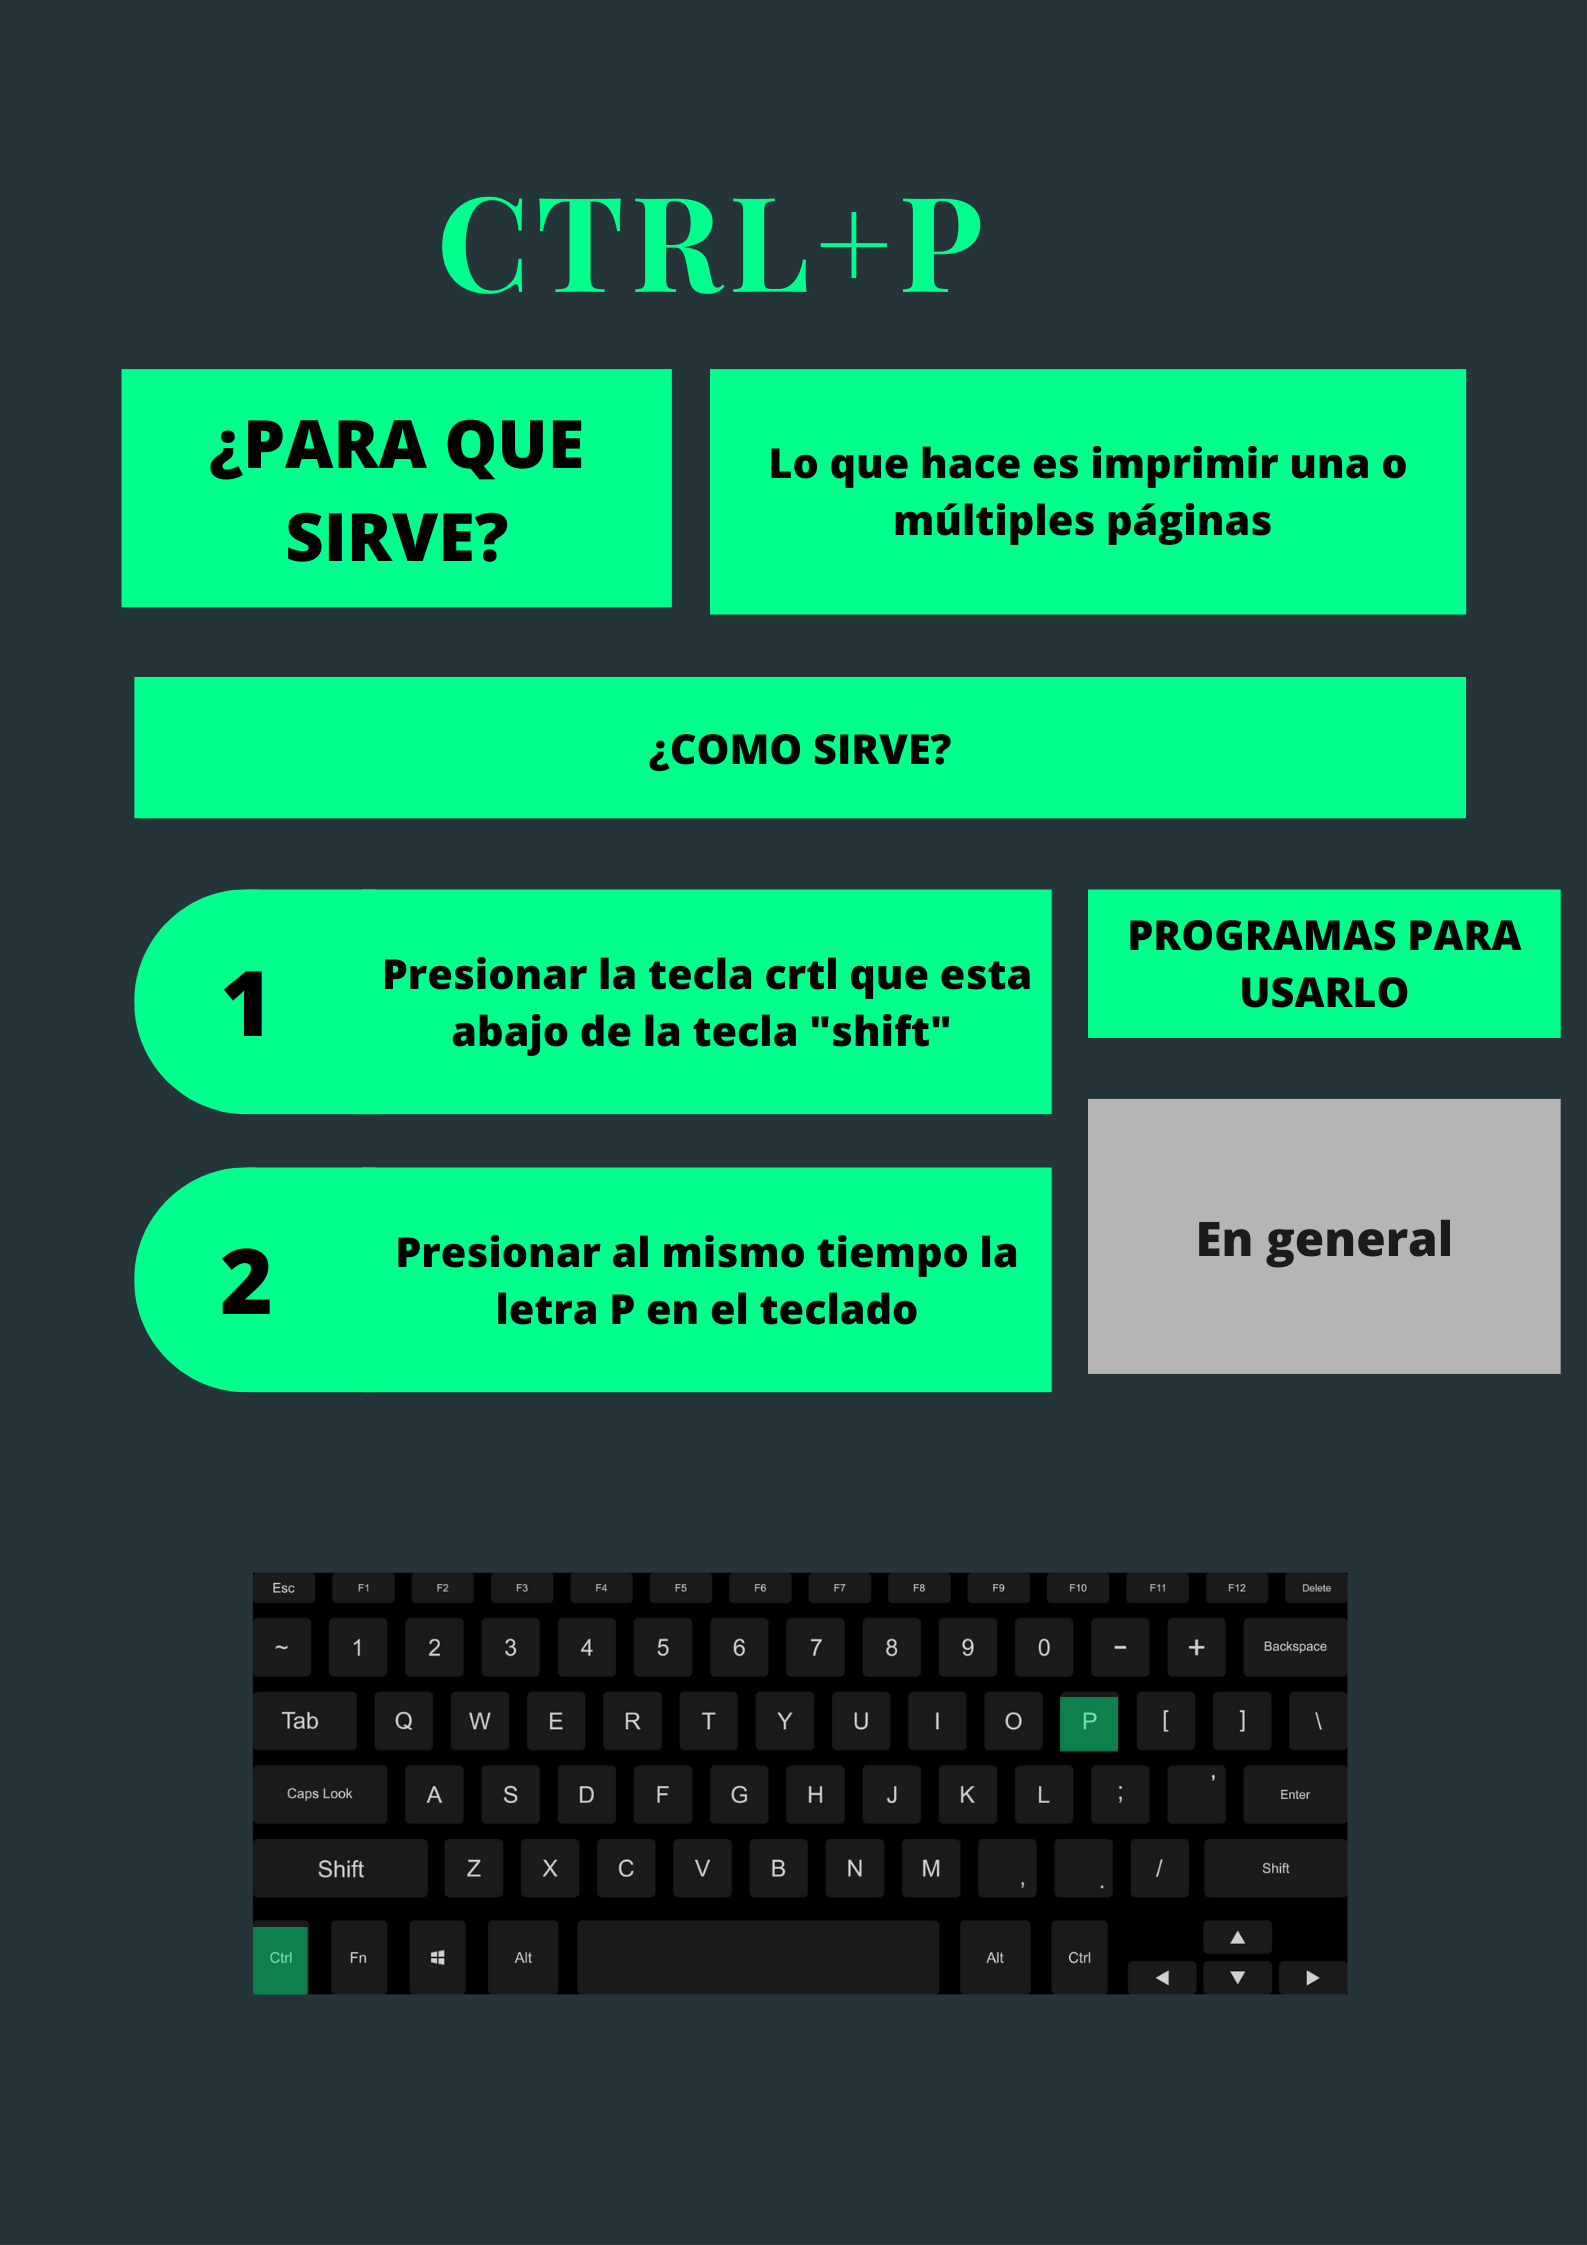 CTRL+P
¿PARA QUE
SIRVE?
Lo que hace es imprimir una o
múltiples páginas
¿COMO SIRVE?
1
Presionar la tecla crtl que esta
abajo de la tecla "shift"
PROGRAMAS PARA
USARLO
2
Presionar al mismo tiempo la
letra P en el teclado
En general
Esc F1 F2 F3 F4 F5 F6 F7 F8 F9 F10 F11 F12 Delete
~ 1 2 3 4 5 6 7 8 9 0 - + Backspace
Tab Q W E R T Y U I O P [ ] \
Caps Look A S D F G H J K L ; ' Enter
Shift Z X C V B N M , . / Shift
Ctrl Fn Alt Alt Ctrl